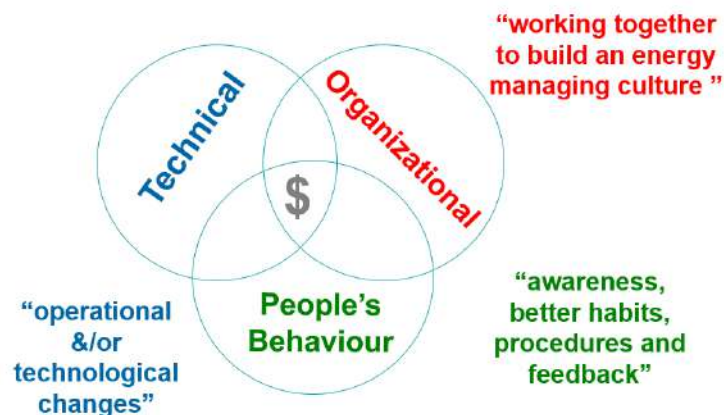 “working together
to build an energy
managing culture ”
Technical
Organizational
$
People’s
Behaviour
“operational
&/or
technological
changes”
“awareness,
better habits,
procedures and
feedback”